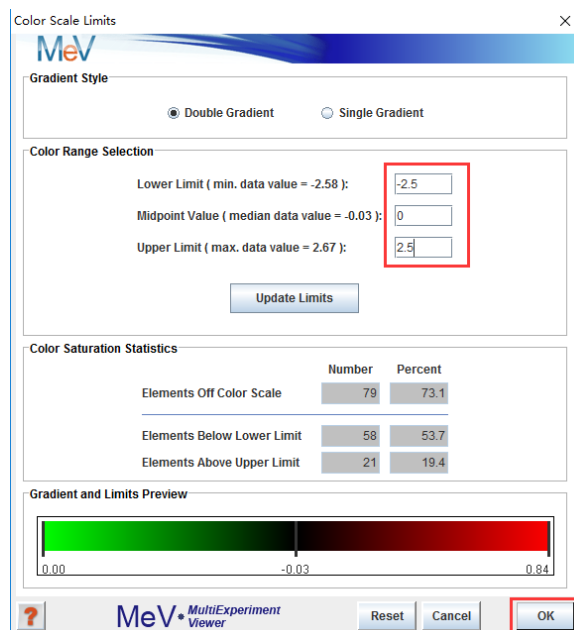 Color Scale Limits
MeV
Gradient Style
Double Gradient Single Gradient
Color Range Selection
Lower Limit ( min. data value = -2.58 ): -2.5
Midpoint Value ( median data value = -0.03 ): 0
Upper Limit ( max. data value = 2.67 ): 2.5
Update Limits
Color Saturation Statistics
Number Percent
Elements Off Color Scale 79 73.1
Elements Below Lower Limit 58 53.7
Elements Above Upper Limit 21 19.4
Gradient and Limits Preview
0.00 -0.03 0.84
? MeV • MultiExperiment Viewer Reset Cancel OK